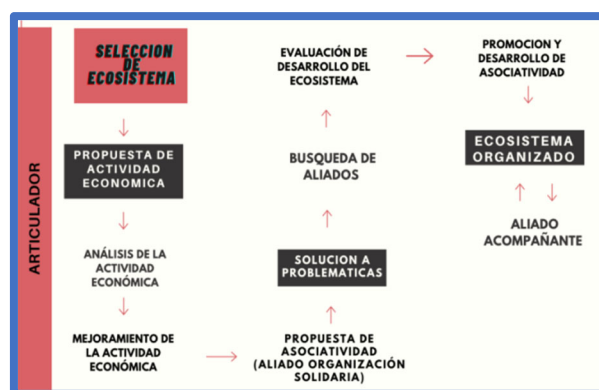 ARTICULADOR
SELECCION
DE
ECOSISTEMA
PROPUESTA DE
ACTIVIDAD
ECONOMICA
ANÁLISIS DE LA
ACTIVIDAD
ECONÓMICA
MEJORAMIENTO DE
LA ACTIVIDAD
ECONÓMICA
PROPUESTA DE
ASOCIATIVIDAD
(ALIADO ORGANIZACIÓN
SOLIDARIA)
SOLUCION A
PROBLEMATICAS
BUSQUEDA DE
ALIADOS
EVALUACIÓN DE
DESARROLLO DEL
ECOSISTEMA
PROMOCION Y
DESARROLLO DE
ASOCIATIVIDAD
ECOSISTEMA
ORGANIZADO
ALIADO
ACOMPAÑANTE